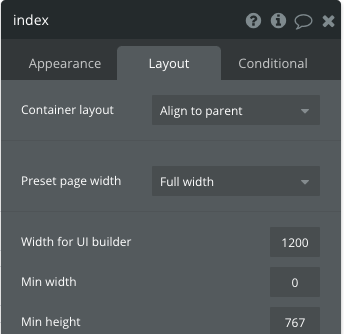 index
Appearance Layout Conditional
Container layout Align to parent
Preset page width Full width
Width for UI builder 1200
Min width 0
Min height 767